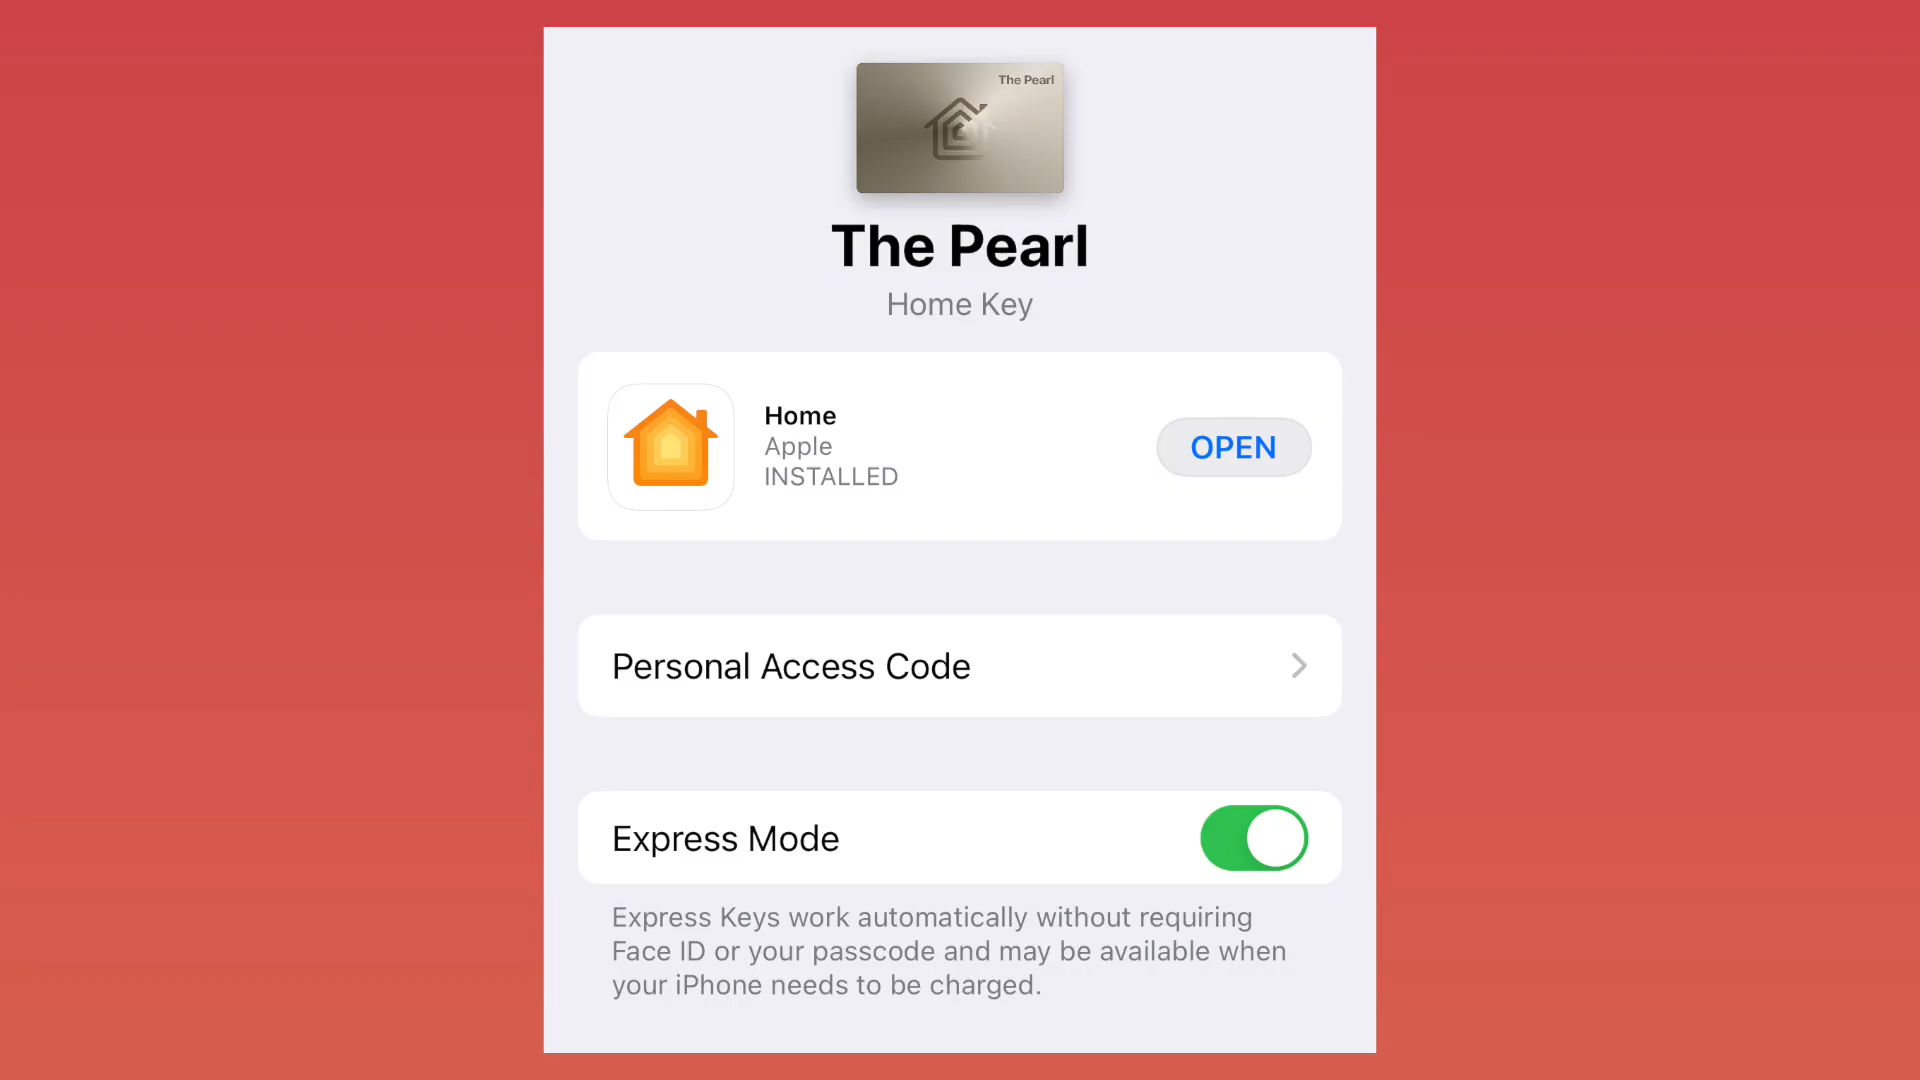 The Pearl
The Pearl
Home Key
Home
Apple
INSTALLED
OPEN
Personal Access Code
Express Mode
Express Keys work automatically without requiring
Face ID or your passcode and may be available when
your iPhone needs to be charged.